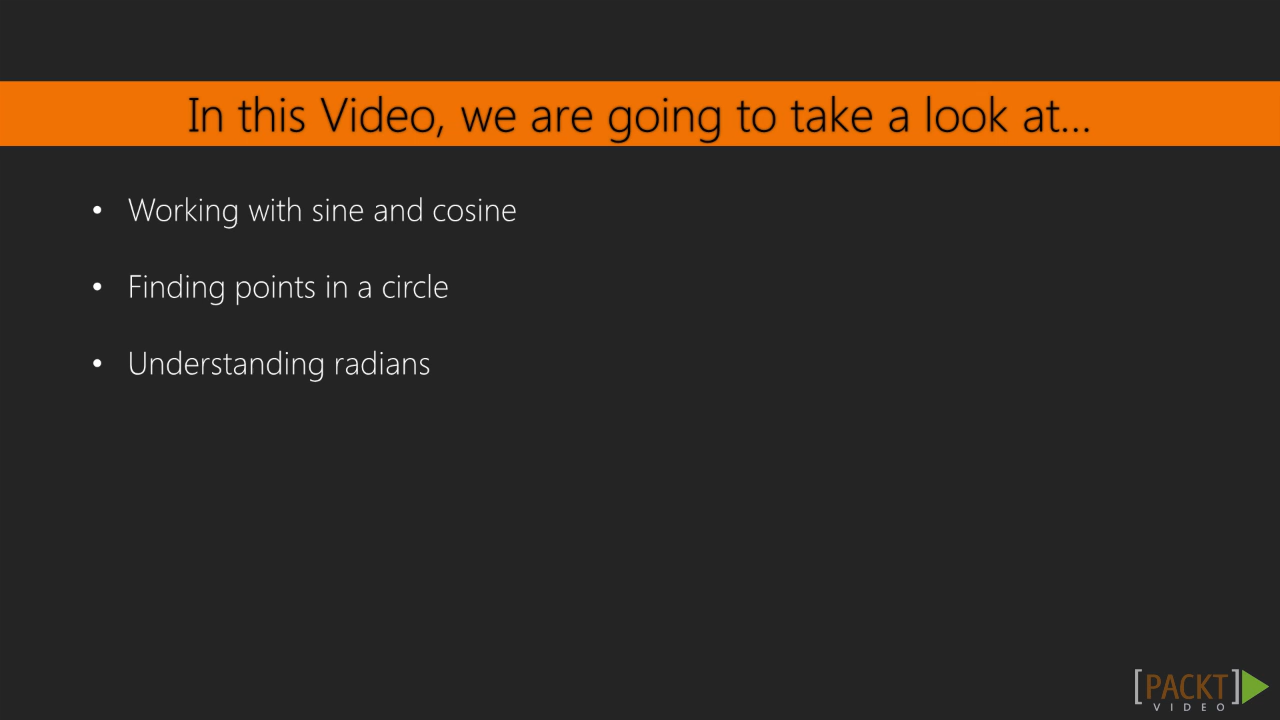 In this Video, we are going to take a look at...
• Working with sine and cosine
• Finding points in a circle
• Understanding radians
[PACKT]
VIDEO